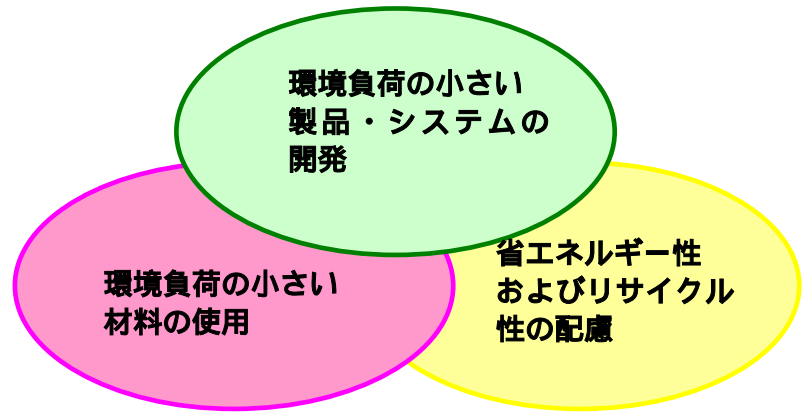 環境負荷の小さい
製品・システムの
開発
環境負荷の小さい
材料の使用
省エネルギー性
およびリサイクル
性の配慮